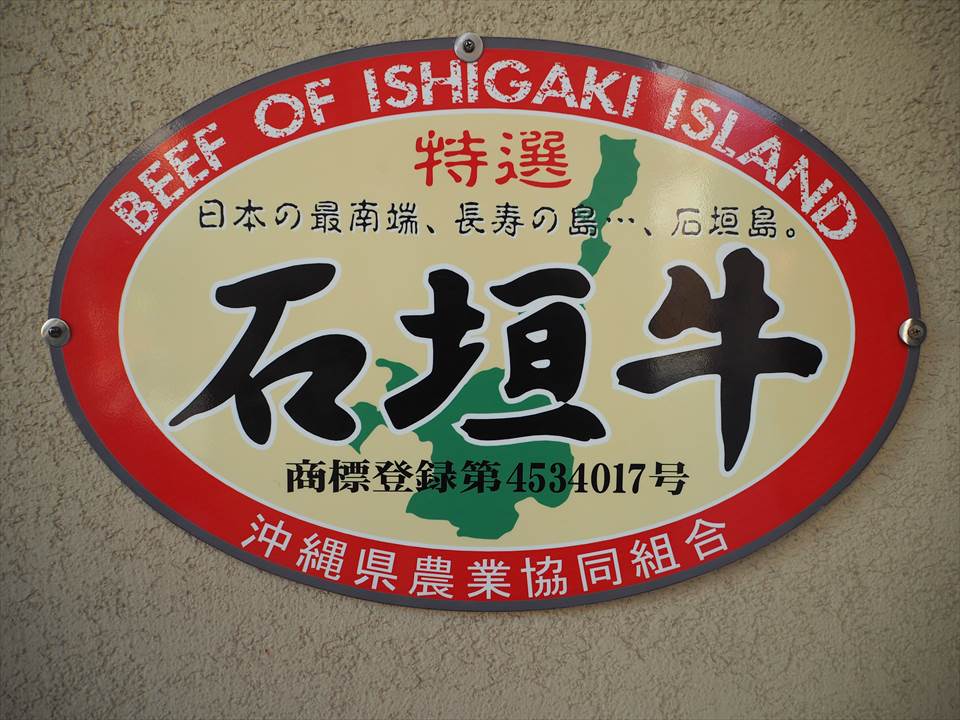 BEEF OF ISHIGAKI ISLAND
特選
日本の最南端、長寿の島…、石垣島。
石垣牛
商標登録第4534017号
沖縄県農業協同組合